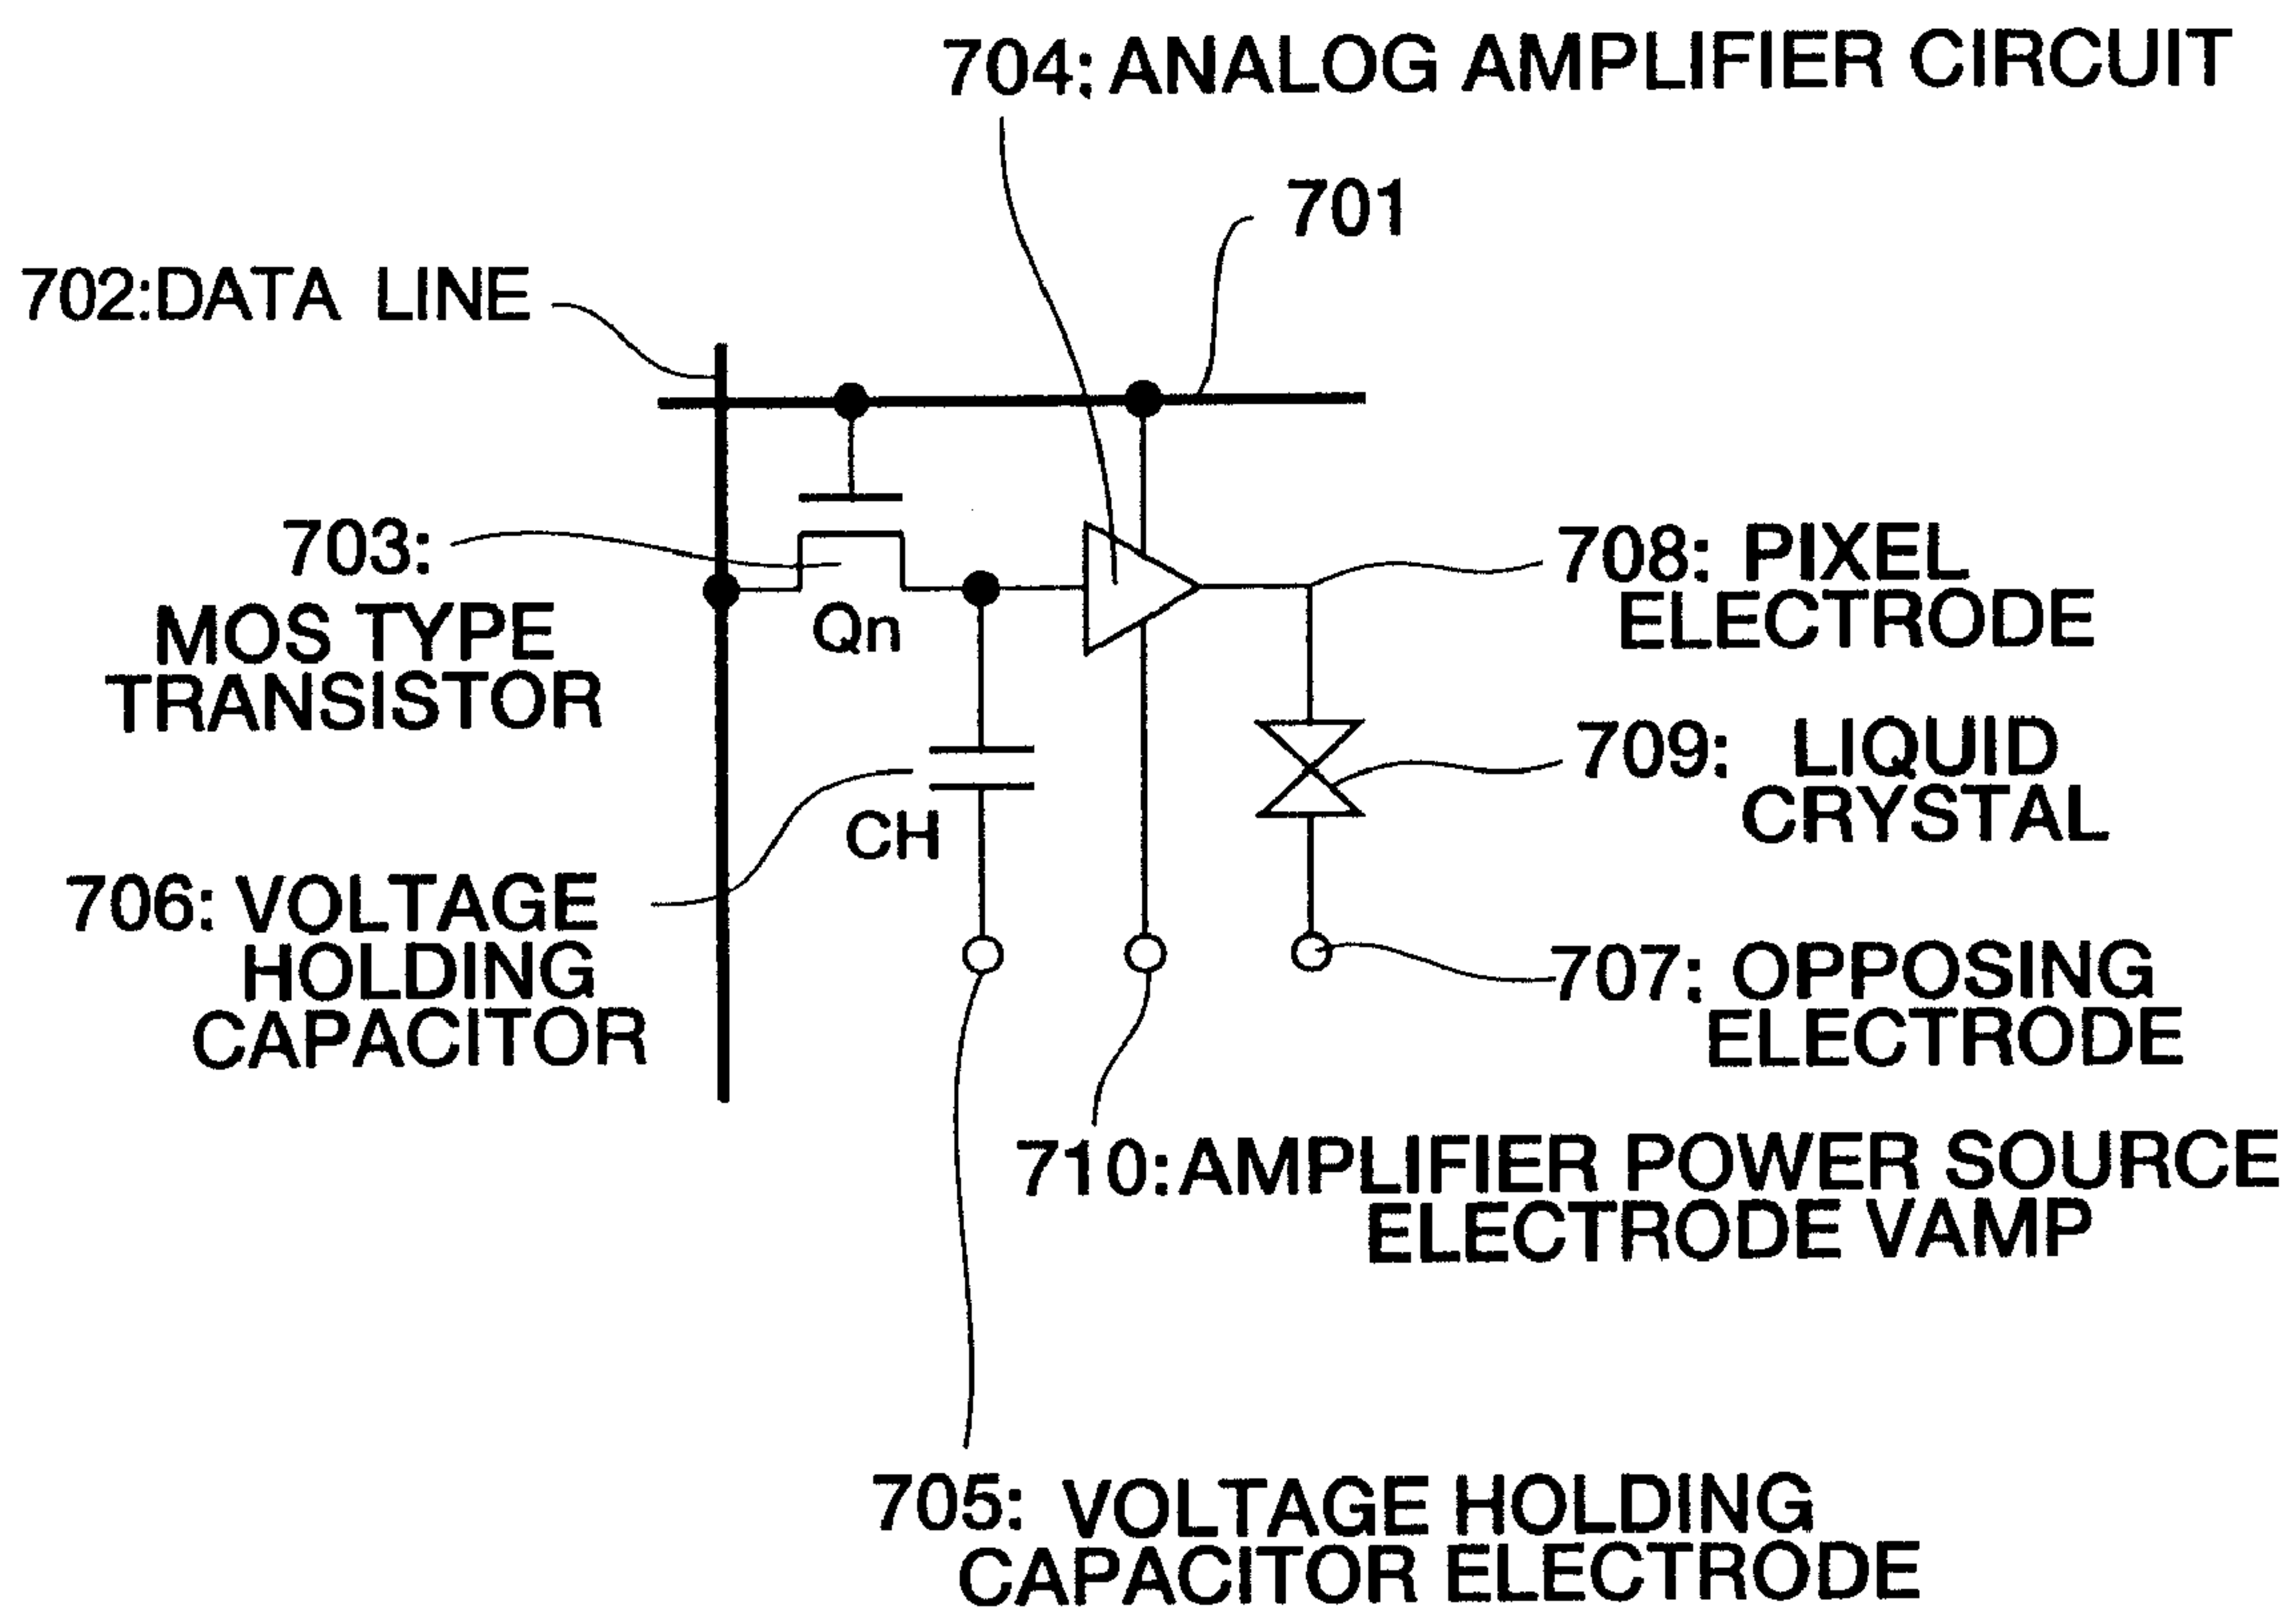 704: ANALOG AMPLIFIER CIRCUIT
701
702:DATA LINE
703:
MOS TYPE
TRANSISTOR
Qn
708: PIXEL
ELECTRODE
709: LIQUID
CRYSTAL
CH
706: VOLTAGE
HOLDING
CAPACITOR
707: OPPOSING
ELECTRODE
710: AMPLIFIER POWER SOURCE
ELECTRODE VAMP
705: VOLTAGE HOLDING
CAPACITOR ELECTRODE